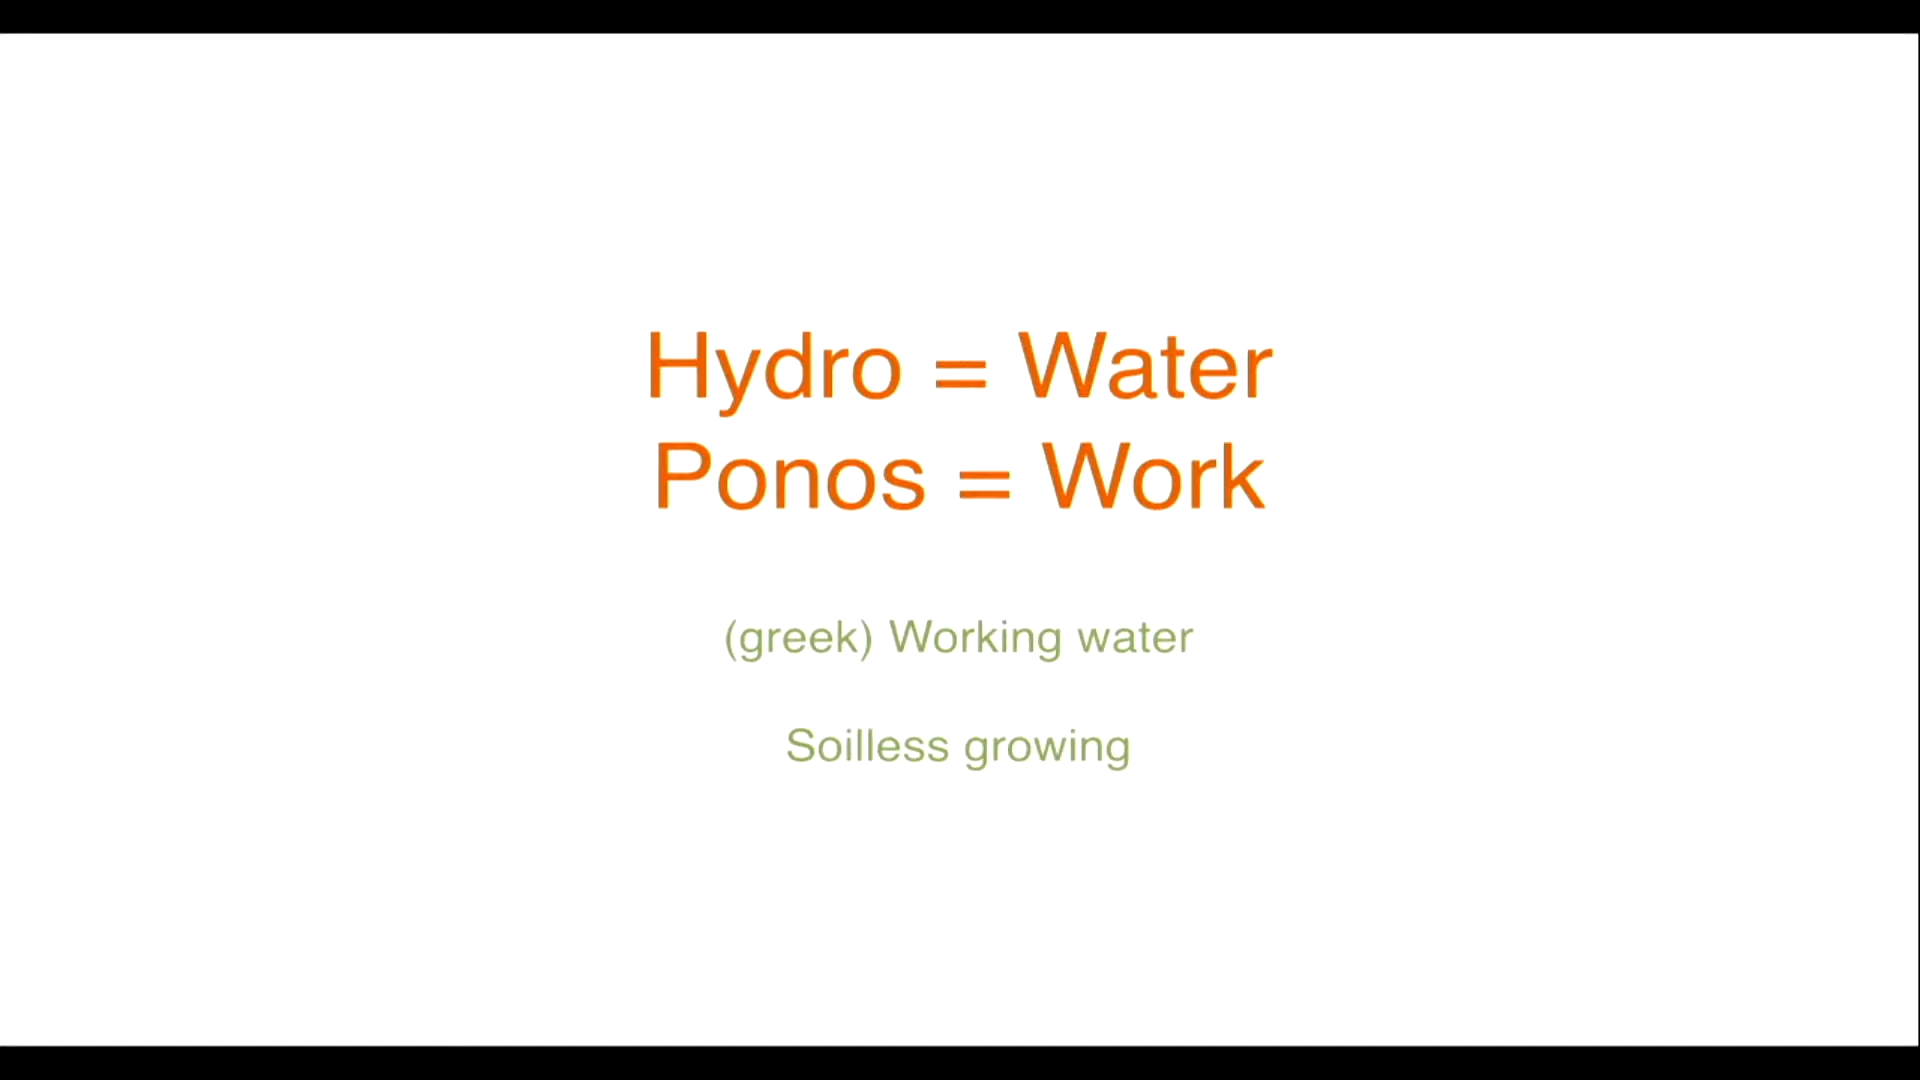 Hydro = Water
Ponos = Work
(greek) Working water
Soilless growing